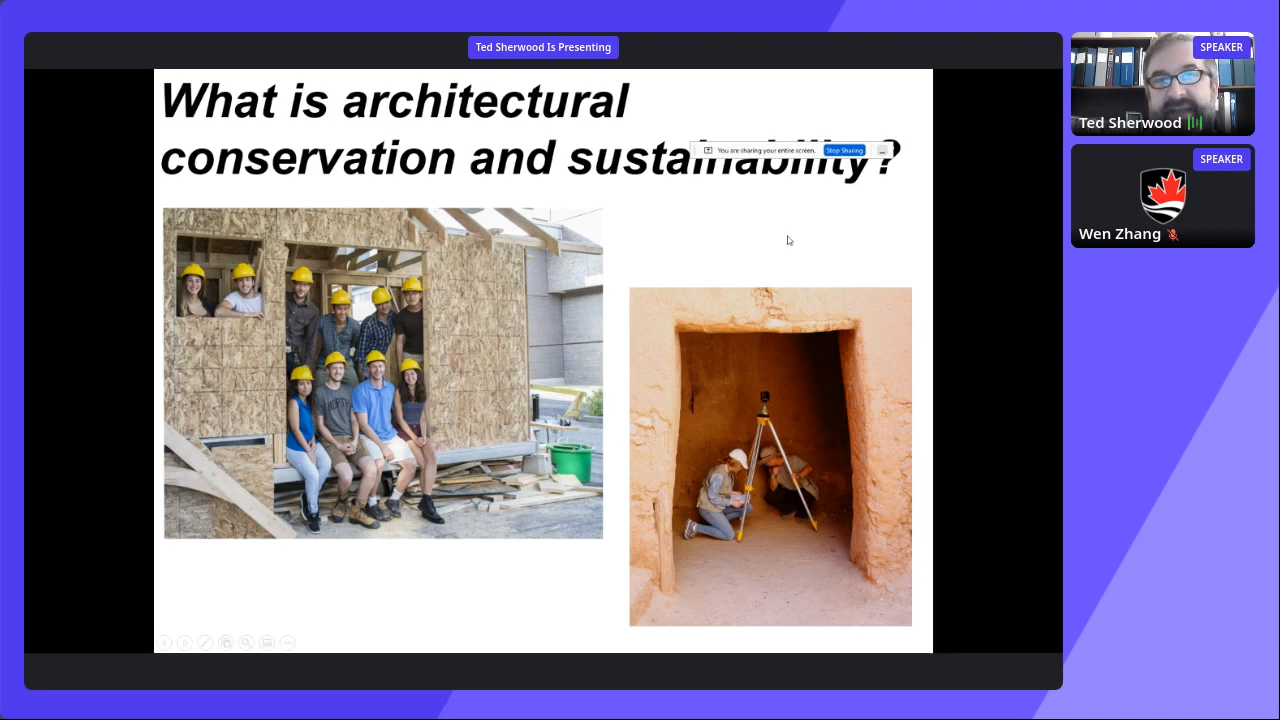 Ted Sherwood Is Presenting
What is architectural
conservation and sustainability?
You are sharing your entire screen.
Stop Sharing
SPEAKER
Ted Sherwood
SPEAKER
Wen Zhang